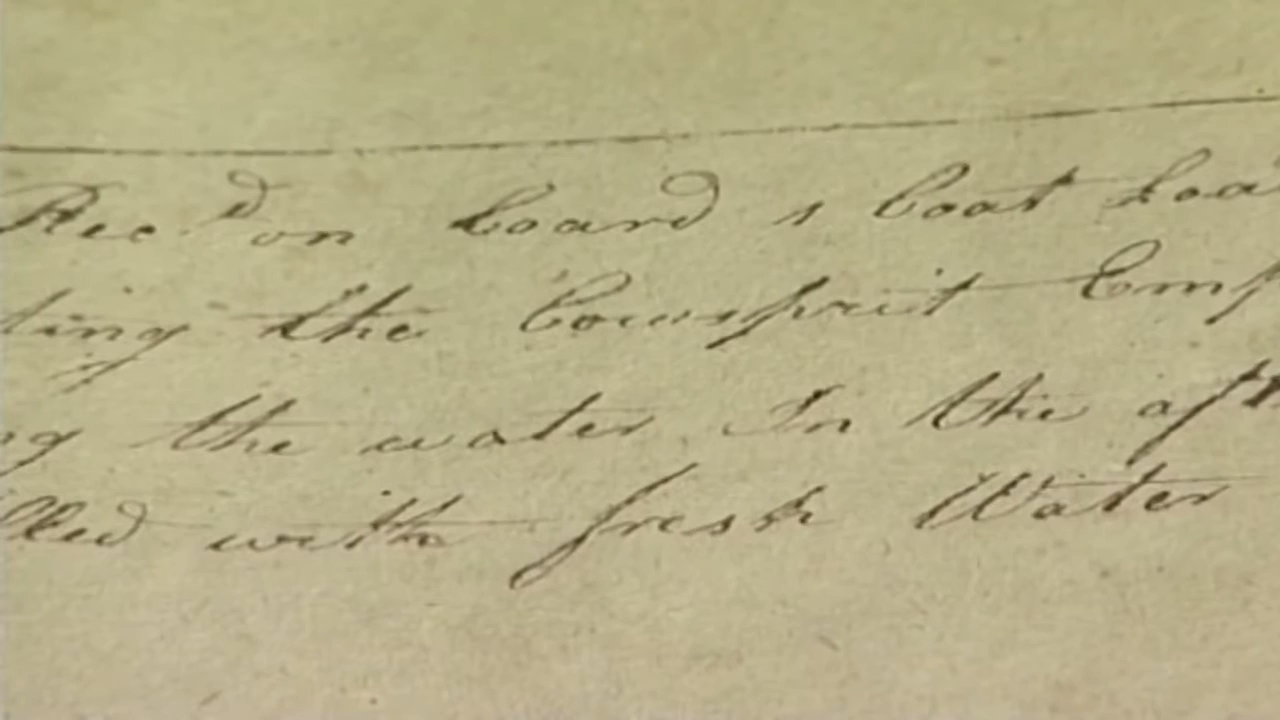 Rec.d on board 1 boat loa
ting the Bowsprit Emp
ng the water. In the aft
lled with fresh Water